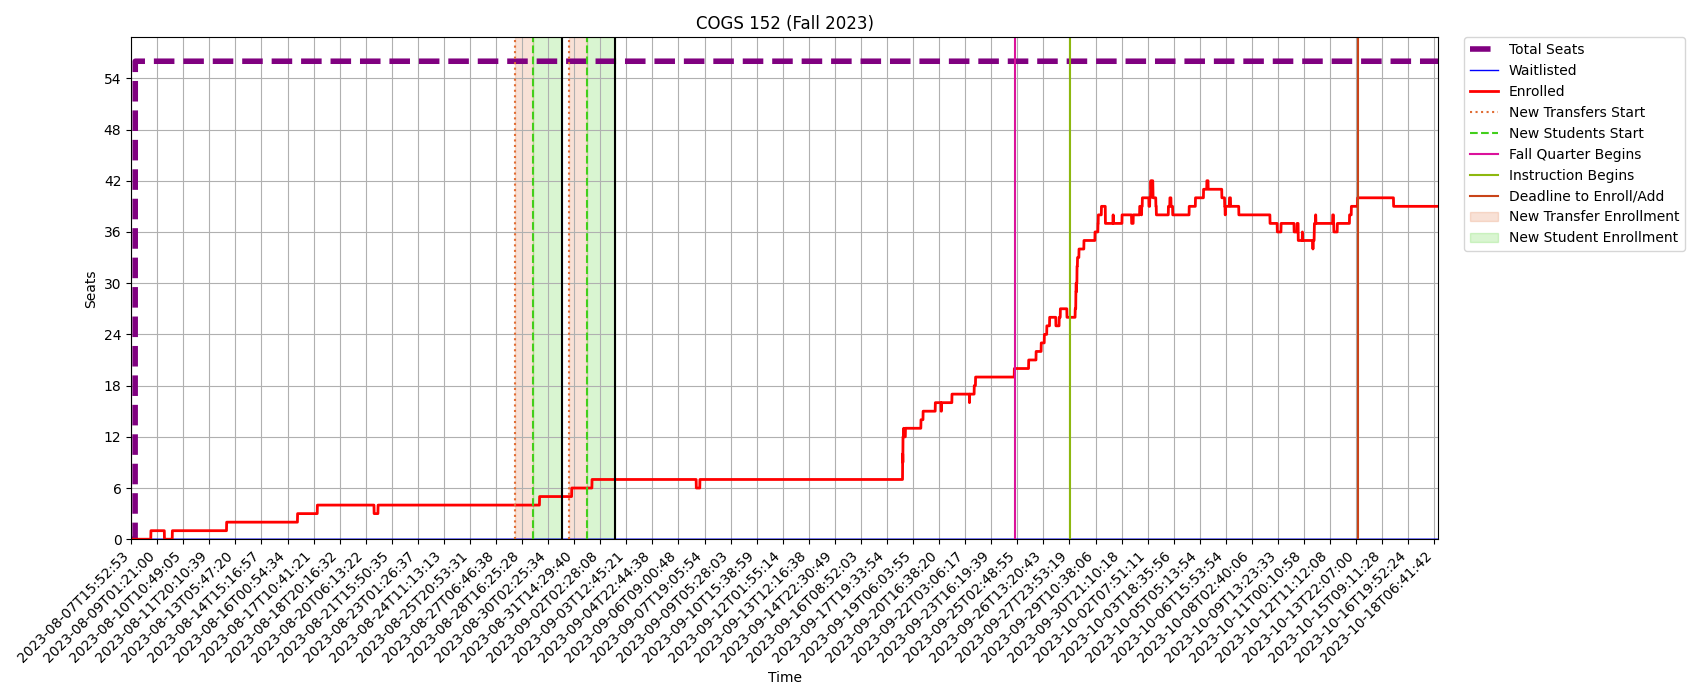 COGS 152 (Fall 2023)
Total Seats
Waitlisted
Enrolled
New Transfers Start
New Students Start
Fall Quarter Begins
Instruction Begins
Deadline to Enroll/Add
New Transfer Enrollment
New Student Enrollment
Seats
54
48
42
36
30
24
18
12
6
0
2023-08-07T15:52:53
2023-08-09T01:21:00
2023-08-10T10:49:05
2023-08-11T20:10:39
2023-08-13T05:47:20
2023-08-14T15:16:57
2023-08-16T00:54:34
2023-08-17T10:41:21
2023-08-18T20:16:32
2023-08-20T06:13:22
2023-08-21T15:50:35
2023-08-23T01:26:37
2023-08-24T11:13:13
2023-08-25T20:53:31
2023-08-27T06:46:38
2023-08-28T16:25:28
2023-08-30T02:25:34
2023-08-31T14:29:40
2023-09-02T02:28:08
2023-09-03T12:45:21
2023-09-04T22:44:38
2023-09-06T09:00:48
2023-09-07T19:05:54
2023-09-09T05:28:03
2023-09-10T15:38:59
2023-09-12T01:55:14
2023-09-13T12:16:38
2023-09-14T22:30:49
2023-09-16T08:52:03
2023-09-17T19:33:54
2023-09-19T06:03:55
2023-09-20T16:38:20
2023-09-22T03:06:17
2023-09-23T16:19:39
2023-09-25T02:48:55
2023-09-26T13:20:43
2023-09-27T23:53:19
2023-09-29T10:38:06
2023-09-30T21:10:18
2023-10-02T07:51:11
2023-10-03T18:35:56
2023-10-05T05:13:54
2023-10-06T15:53:54
2023-10-08T02:40:06
2023-10-09T13:23:33
2023-10-11T00:10:58
2023-10-12T11:12:08
2023-10-13T22:07:00
2023-10-15T09:11:28
2023-10-16T19:52:24
2023-10-18T06:41:42
Time